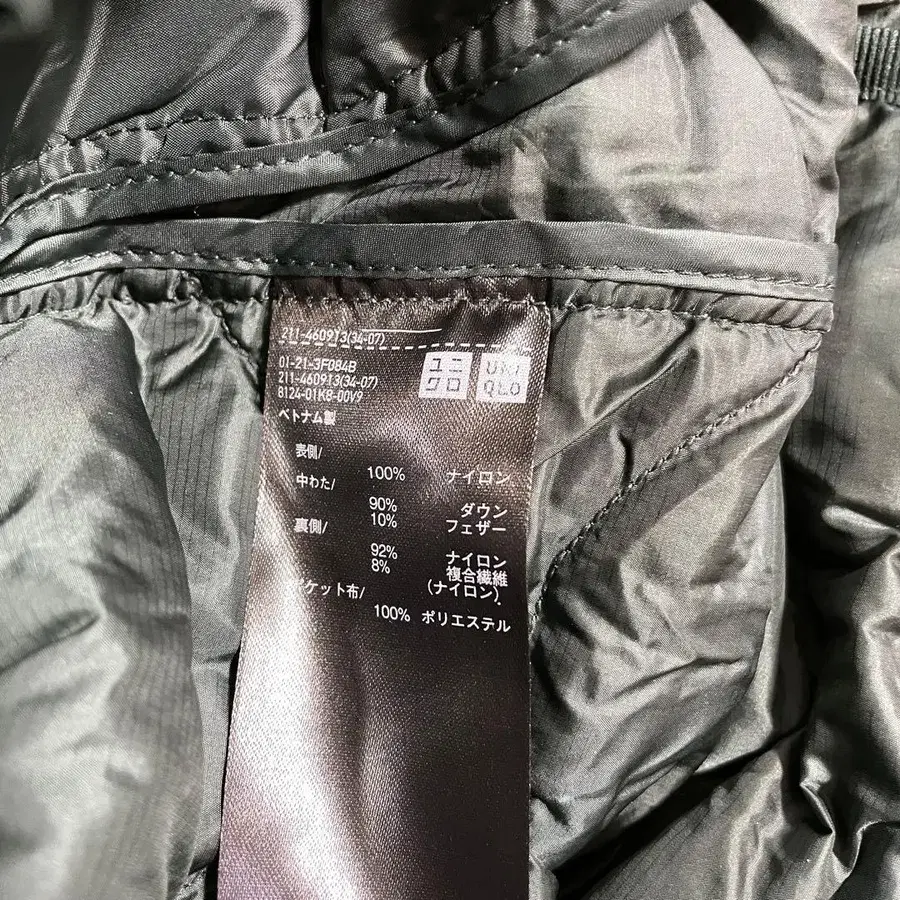 211-460913(34-07)
01-21-3F084B
211-460913(34-07)
8124-01K8-00V9
ユニ
クロ
UNI
QLO
ベトナム製
表側/
100% ナイロン
中わた/
90% ダウン
10% フェザー
裏側/
92% ナイロン
8% 複合繊維
(ナイロン)
ポケット布/
100% ポリエステル